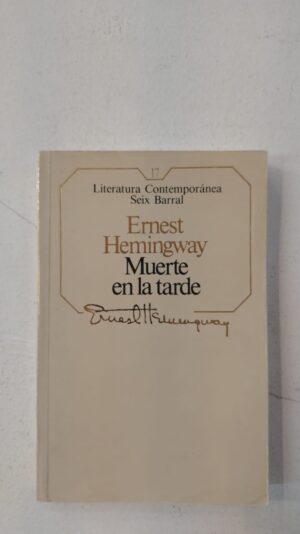 17
Literatura Contemporánea
Seix Barral
Ernest
Hemingway
Muerte
en la tarde
Ernest Hemingway